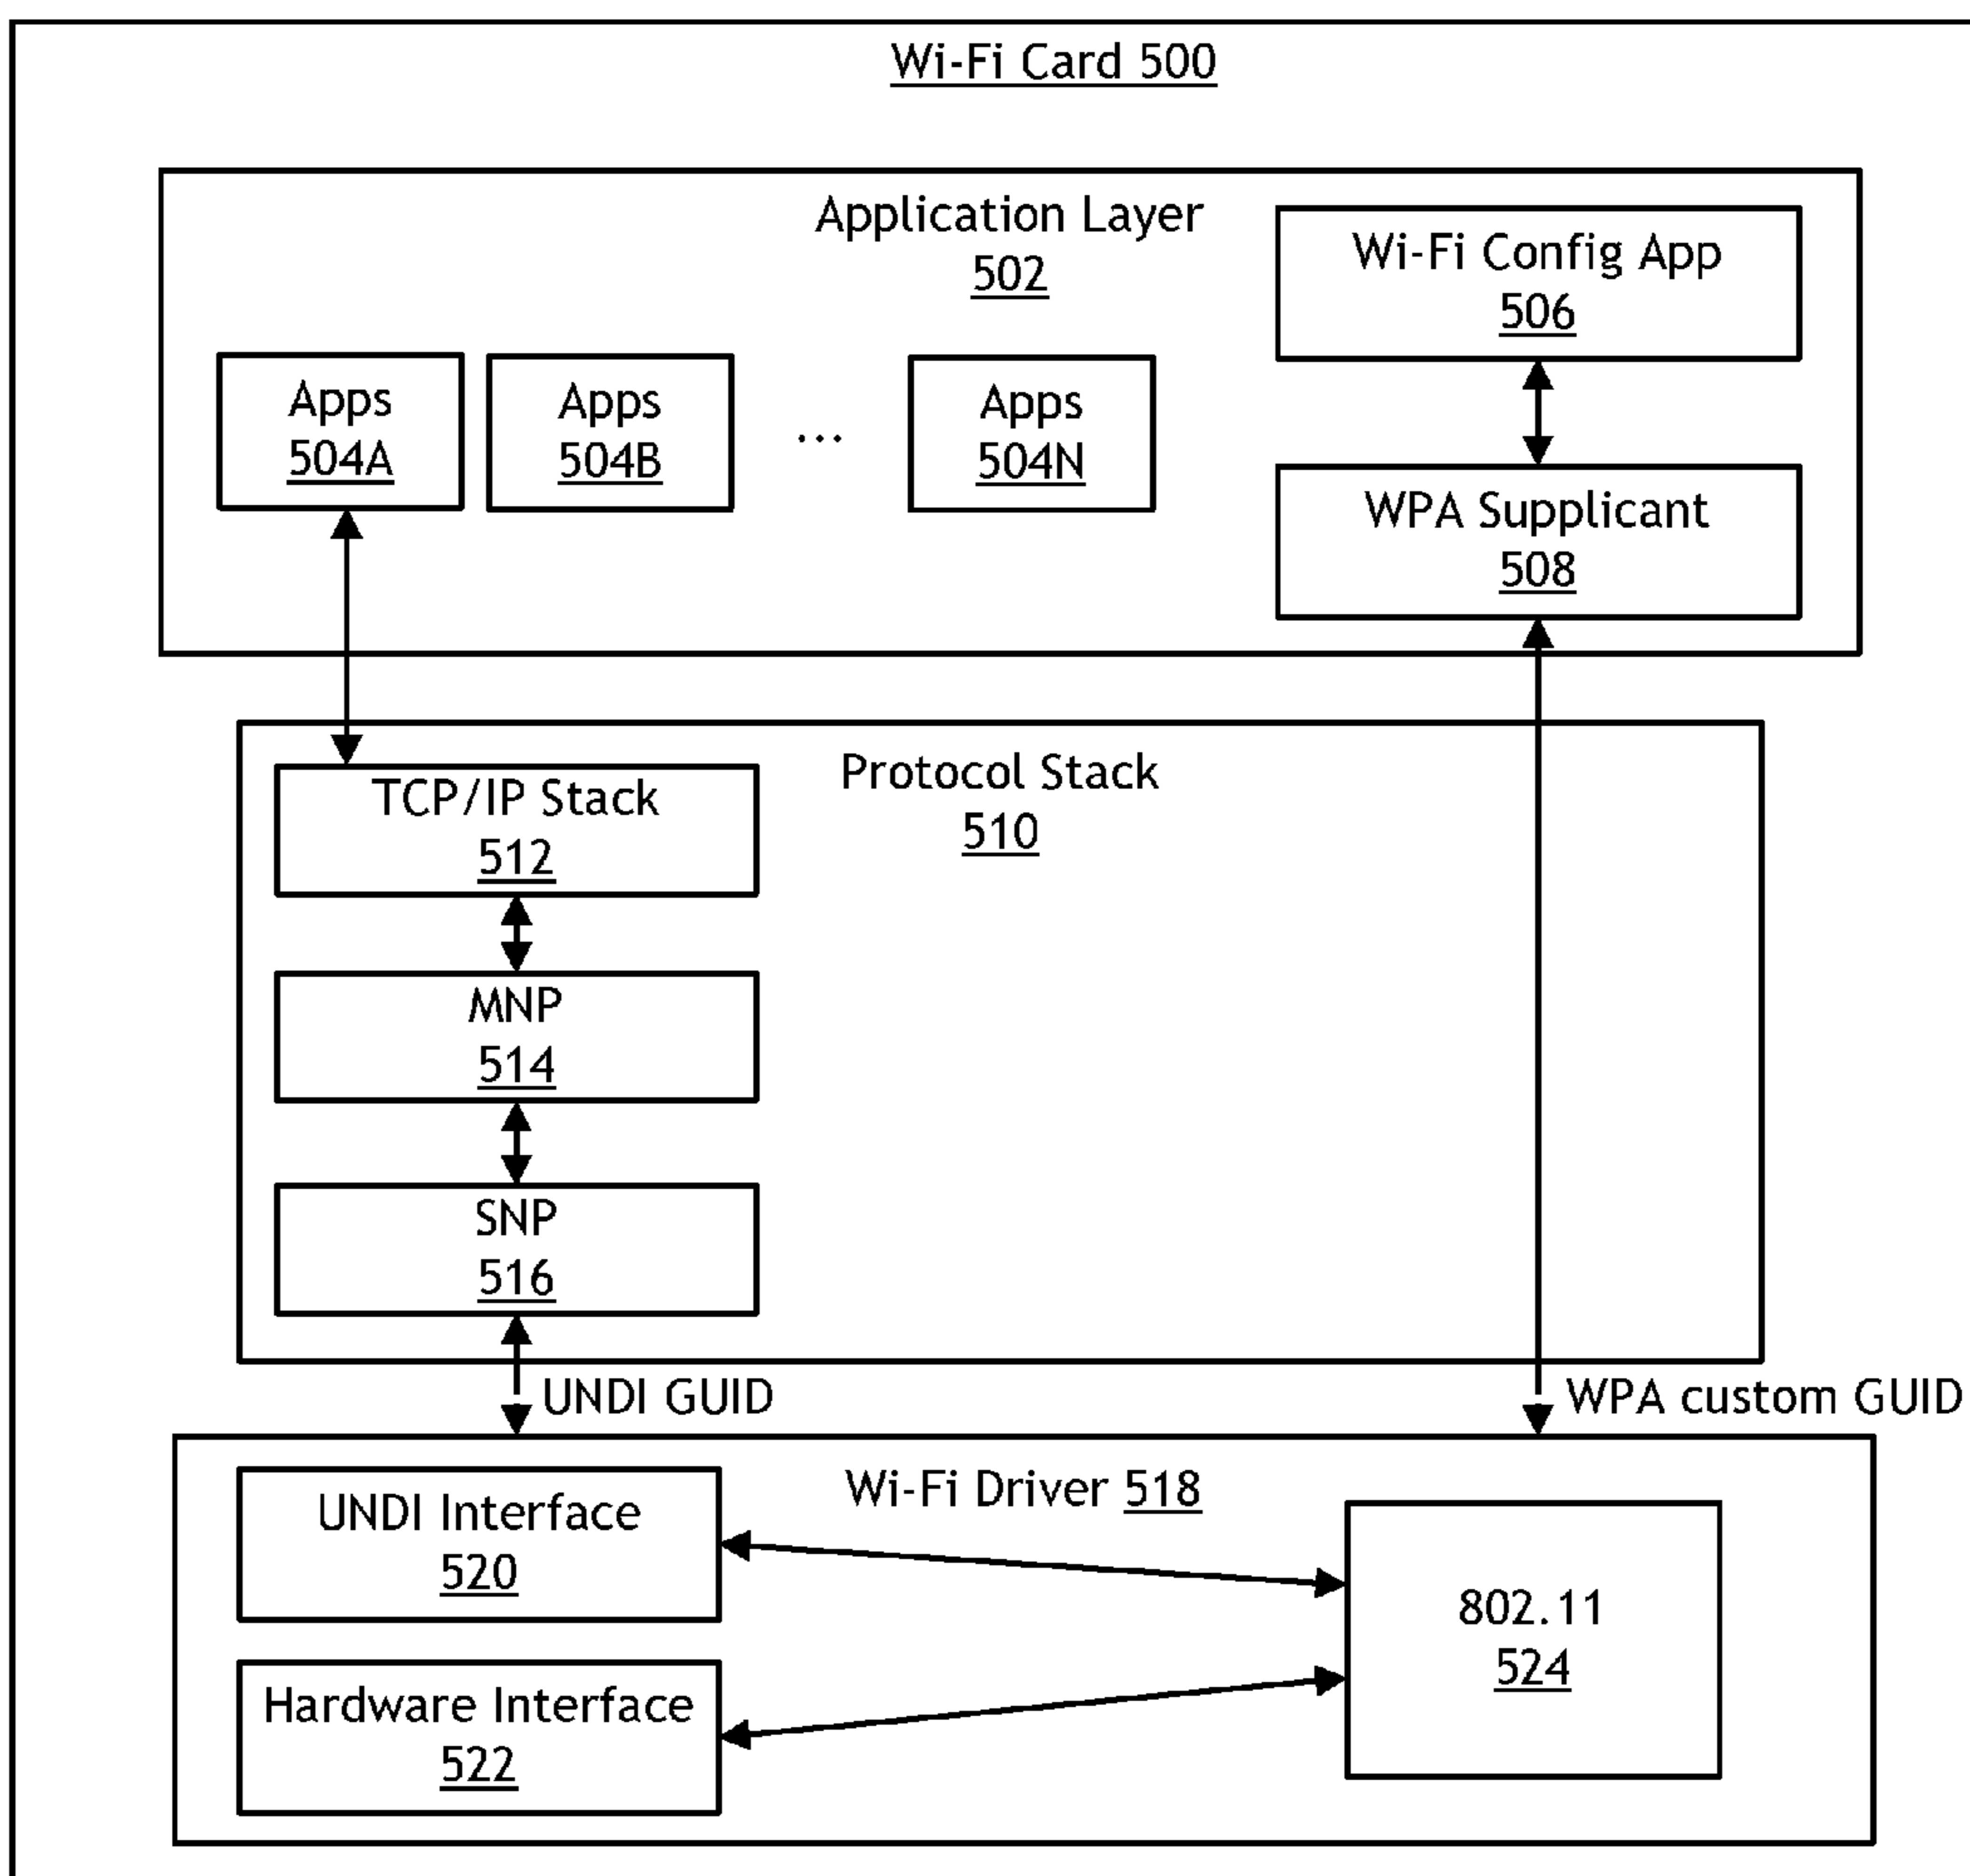 Wi-Fi Card 500
Application Layer
502
Wi-Fi Config App
506
Apps
504A
Apps
504B
...
Apps
504N
WPA Supplicant
508
Protocol Stack
510
TCP/IP Stack
512
MNP
514
SNP
516
UNDI GUID
WPA custom GUID
Wi-Fi Driver 518
UNDI Interface
520
Hardware Interface
522
802.11
524